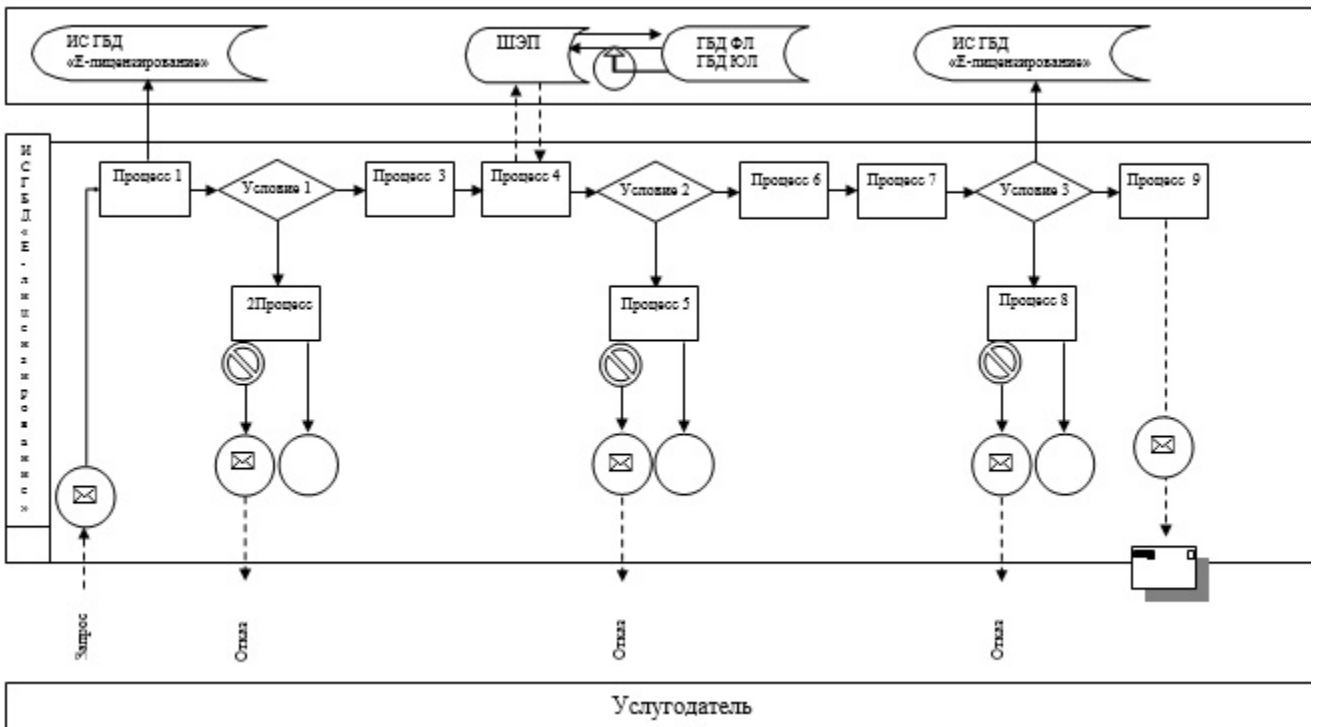 ИС ГБД
«Е-лицензирование»
ШЭП
ГБД ФЛ
ГБД ЮЛ
ИС ГБД
«Е-лицензирование»
ИС ГБД «Е-лицензирование»
Процесс 1
Условие 1
Процесс 3
Процесс 4
Условие 2
Процесс 6
Процесс 7
Условие 3
Процесс 9
2Процесс
Процесс 5
Процесс 8
Запрос
Отказ
Отказ
Отказ
Услугодатель